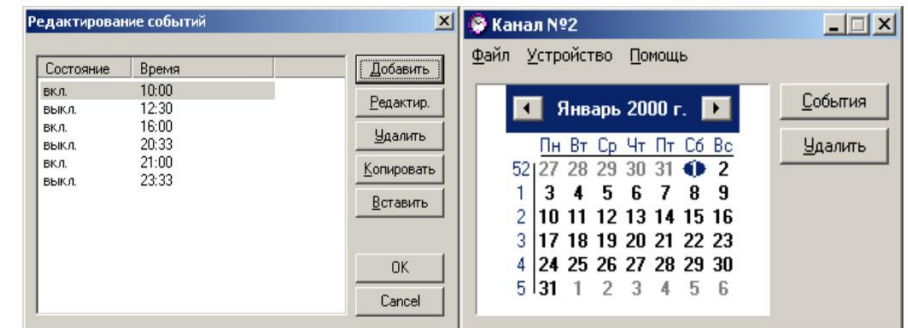 Редактирование событий
Состояние Время
вкл. 10:00
выкл. 12:30
вкл. 16:00
выкл. 20:33
вкл. 21:00
выкл. 23:33
Добавить
Редактир.
Удалить
Копировать
Вставить
OK
Cancel
Канал №2
Файл Устройство Помощь
Январь 2000 г.
Пн Вт Ср Чт Пт Сб Вс
52 27 28 29 30 31 1 2
1 3 4 5 6 7 8 9
2 10 11 12 13 14 15 16
3 17 18 19 20 21 22 23
4 24 25 26 27 28 29 30
5 31 1 2 3 4 5 6
События
Удалить